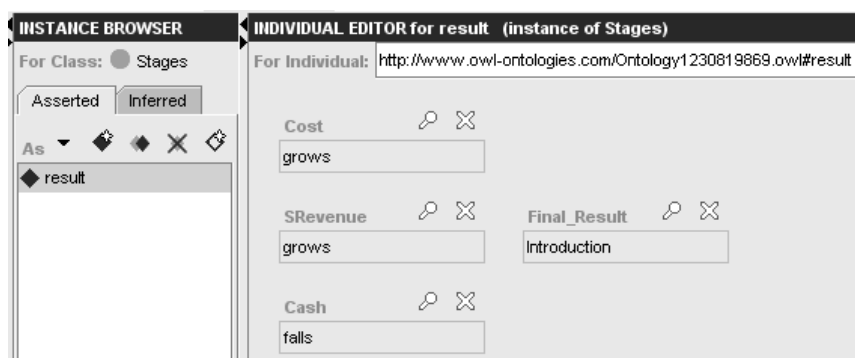 INSTANCE BROWSER
For Class: Stages
Asserted Inferred
As
result
INDIVIDUAL EDITOR for result (instance of Stages)
For Individual: http://www.owl-ontologies.com/Ontology1230819869.owl#result
Cost
grows
SRevenue Final_Result
grows Introduction
Cash
falls